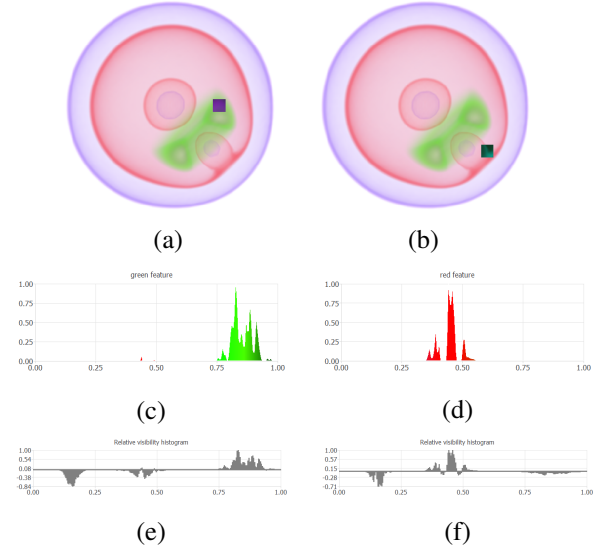 (a) (b)
green feature red feature
1.00 1.00
0.75 0.75
0.50 0.50
0.25 0.25
0.00 0.00
0.00 0.25 0.50 0.75 1.00 0.00 0.25 0.50 0.75 1.00
(c) (d)
Relative visibility histogram Relative visibility histogram
1.00 1.00
0.54 0.57
0.08 0.15
-0.38 -0.28
-0.84 -0.71
0.00 0.25 0.50 0.75 1.00 0.00 0.25 0.50 0.75 1.00
(e) (f)